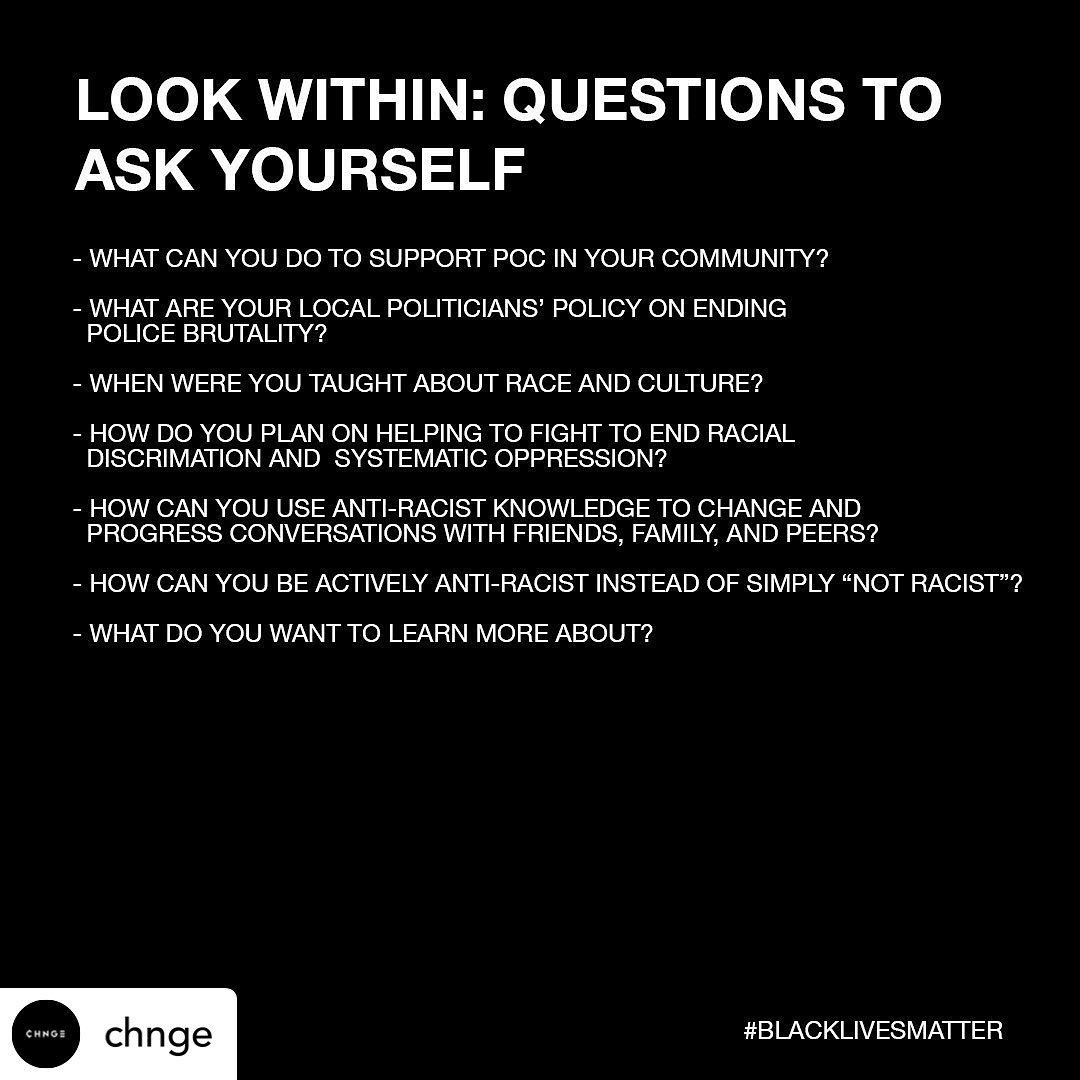 LOOK WITHIN: QUESTIONS TO
ASK YOURSELF
- WHAT CAN YOU DO TO SUPPORT POC IN YOUR COMMUNITY?
- WHAT ARE YOUR LOCAL POLITICIANS’ POLICY ON ENDING
POLICE BRUTALITY?
- WHEN WERE YOU TAUGHT ABOUT RACE AND CULTURE?
- HOW DO YOU PLAN ON HELPING TO FIGHT TO END RACIAL
DISCRIMATION AND  SYSTEMATIC OPPRESSION?
- HOW CAN YOU USE ANTI-RACIST KNOWLEDGE TO CHANGE AND
PROGRESS CONVERSATIONS WITH FRIENDS, FAMILY, AND PEERS?
- HOW CAN YOU BE ACTIVELY ANTI-RACIST INSTEAD OF SIMPLY “NOT RACIST”?
- WHAT DO YOU WANT TO LEARN MORE ABOUT?
CHNGE
chnge
#BLACKLIVESMATTER